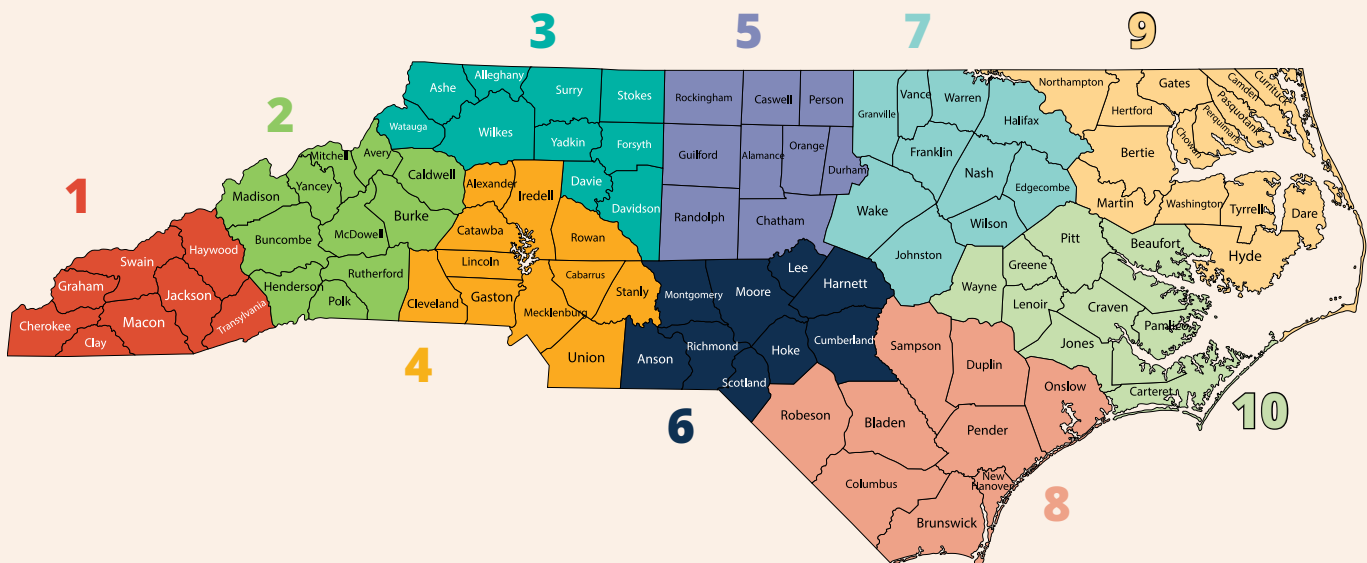 3
5
7
9
Ashe
Alleghany
Surry
Stokes
Rockingham
Caswell
Person
Granville
Vance
Warren
Halifax
Northampton
Gates
Camden
Currituck
Hertford
Pasquotank
Perquimans
Chowan
2
Watauga
Wilkes
Yadkin
Forsyth
Guilford
Alamance
Orange
Durham
Franklin
Nash
Edgecombe
Bertie
Mitchell
Avery
Caldwell
Alexander
Iredell
Davie
Davidson
Randolph
Chatham
Wake
Wilson
Martin
Washington
Tyrrell
Dare
1
Madison
Yancey
Burke
McDowell
Buncombe
Catawba
Rowan
Johnston
Pitt
Beaufort
Hyde
Haywood
Swain
Graham
Jackson
Henderson
Rutherford
Polk
Lincoln
Cleveland
Gaston
Cabarrus
Stanly
Mecklenburg
Montgomery
Moore
Lee
Harnett
Wayne
Greene
Lenoir
Craven
Pamlico
Cherokee
Macon
Clay
Transylvania
4
Union
Anson
Richmond
Hoke
Cumberland
Scotland
Sampson
Duplin
Jones
Onslow
Carteret
10
6
Robeson
Bladen
Pender
Columbus
New
Hanover
Brunswick
8